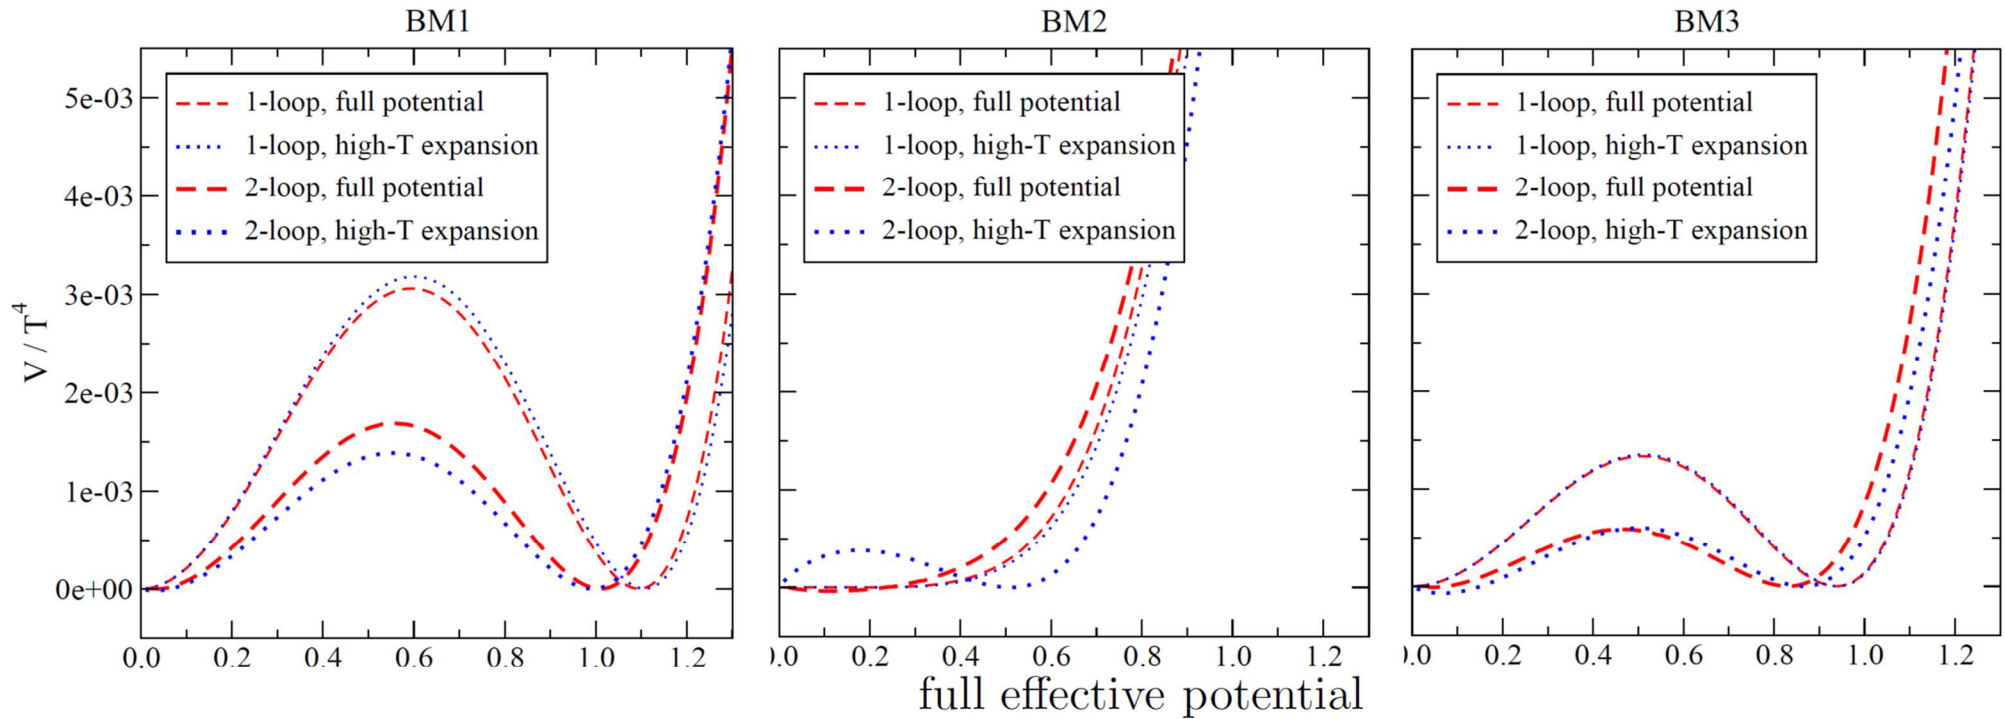 BM1
BM2
BM3
1-loop, full potential
1-loop, high-T expansion
2-loop, full potential
2-loop, high-T expansion
1-loop, full potential
1-loop, high-T expansion
2-loop, full potential
2-loop, high-T expansion
1-loop, full potential
1-loop, high-T expansion
2-loop, full potential
2-loop, high-T expansion
5e-03
4e-03
3e-03
2e-03
1e-03
0e+00
V / T⁴
0.0 0.2 0.4 0.6 0.8 1.0 1.2
.0 0.2 0.4 0.6 0.8 1.0 1.2
.0 0.2 0.4 0.6 0.8 1.0 1.2
full effective potential